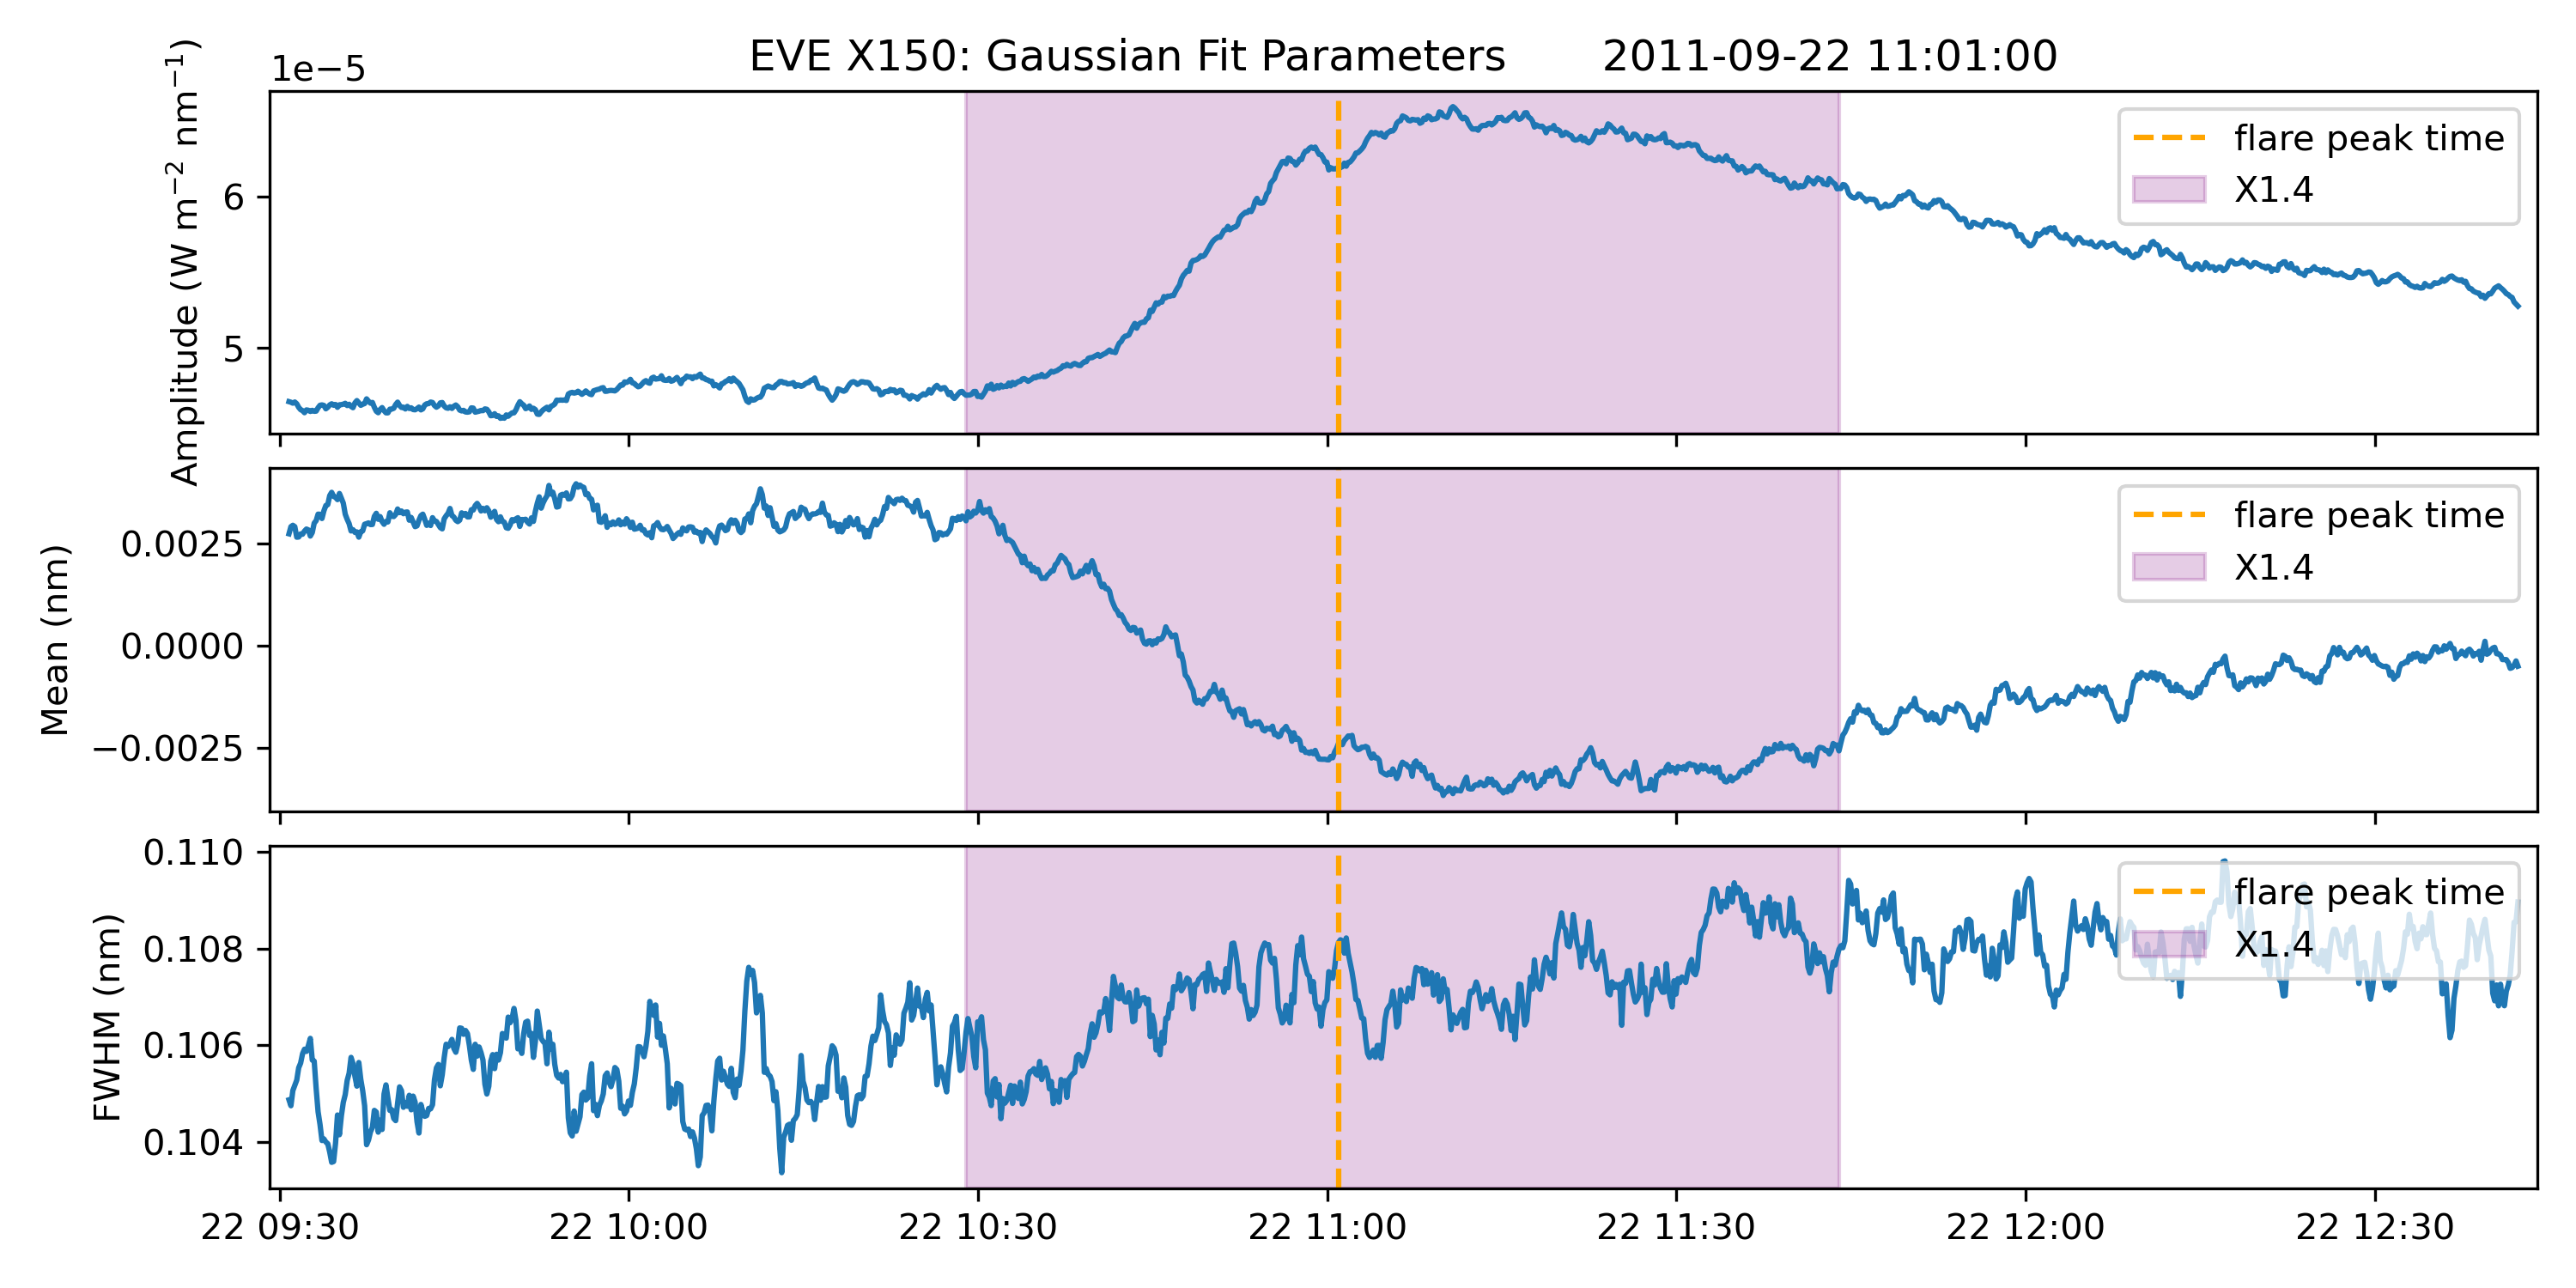 EVE X150: Gaussian Fit Parameters 2011-09-22 11:01:00
1e−5
Amplitude (W m⁻² nm⁻¹)
6
5
flare peak time
X1.4
Mean (nm)
0.0025
0.0000
−0.0025
flare peak time
X1.4
FWHM (nm)
0.110
0.108
0.106
0.104
flare peak time
X1.4
22 09:30 22 10:00 22 10:30 22 11:00 22 11:30 22 12:00 22 12:30